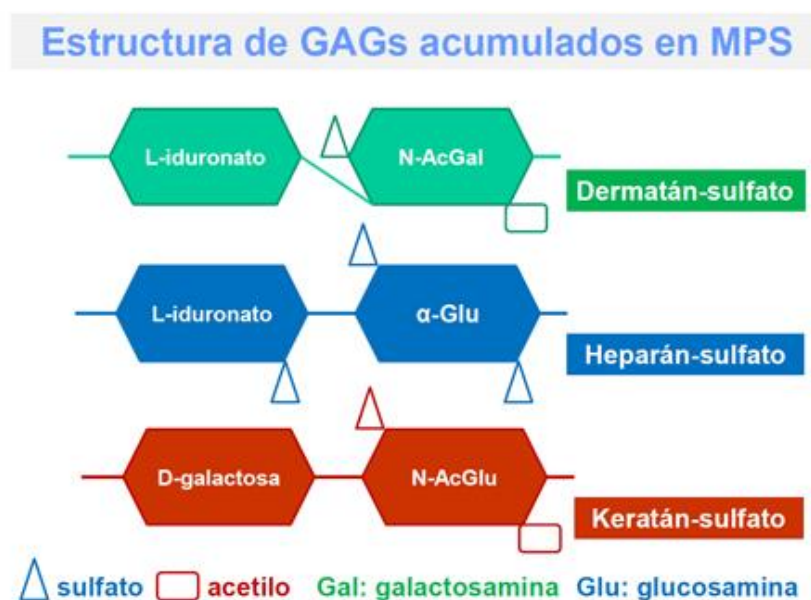 Estructura de GAGs acumulados en MPS
L-iduronato
N-AcGal
Dermatán-sulfato
L-iduronato
α-Glu
Heparán-sulfato
D-galactosa
N-AcGlu
Keratán-sulfato
sulfato acetilo Gal: galactosamina Glu: glucosamina